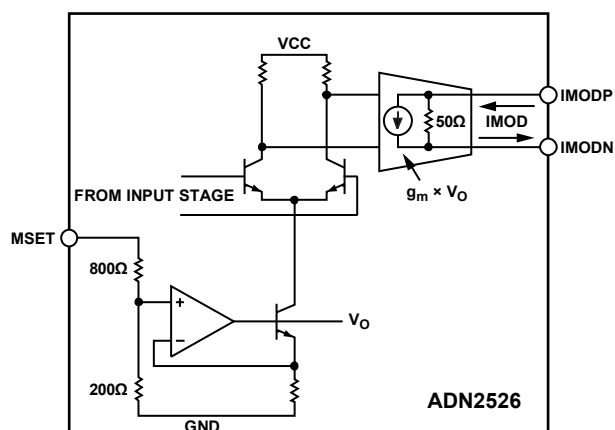 VCC
IMODP
50Ω
IMOD
IMODN
FROM INPUT STAGE
gm × VO
MSET
800Ω
+
VO
–
200Ω
GND
ADN2526